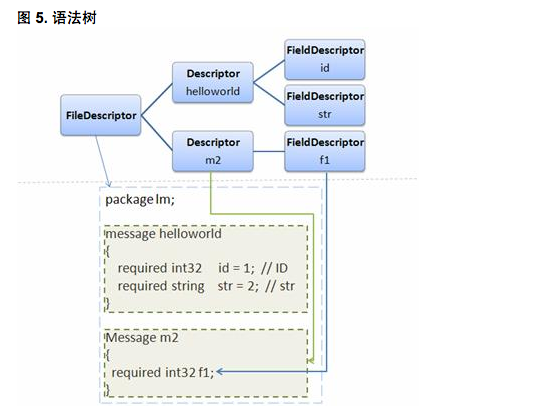 图 5. 语法树
FieldDescriptor
id
Descriptor
helloworld
FieldDescriptor
str
FileDescriptor
Descriptor
m2
FieldDescriptor
f1
package lm;
message helloworld
{
required int32 id = 1; // ID
required string str = 2; // str
}
Message m2
{
required int32 f1;
}